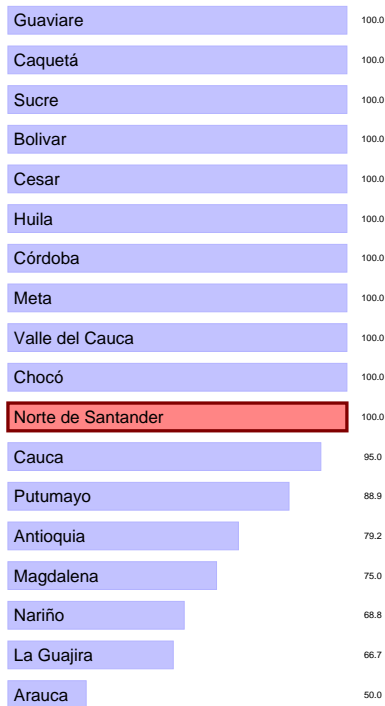 Guaviare 100.0
Caquetá 100.0
Sucre 100.0
Bolivar 100.0
Cesar 100.0
Huila 100.0
Córdoba 100.0
Meta 100.0
Valle del Cauca 100.0
Chocó 100.0
Norte de Santander 100.0
Cauca 95.0
Putumayo 88.9
Antioquia 79.2
Magdalena 75.0
Nariño 68.8
La Guajira 66.7
Arauca 50.0